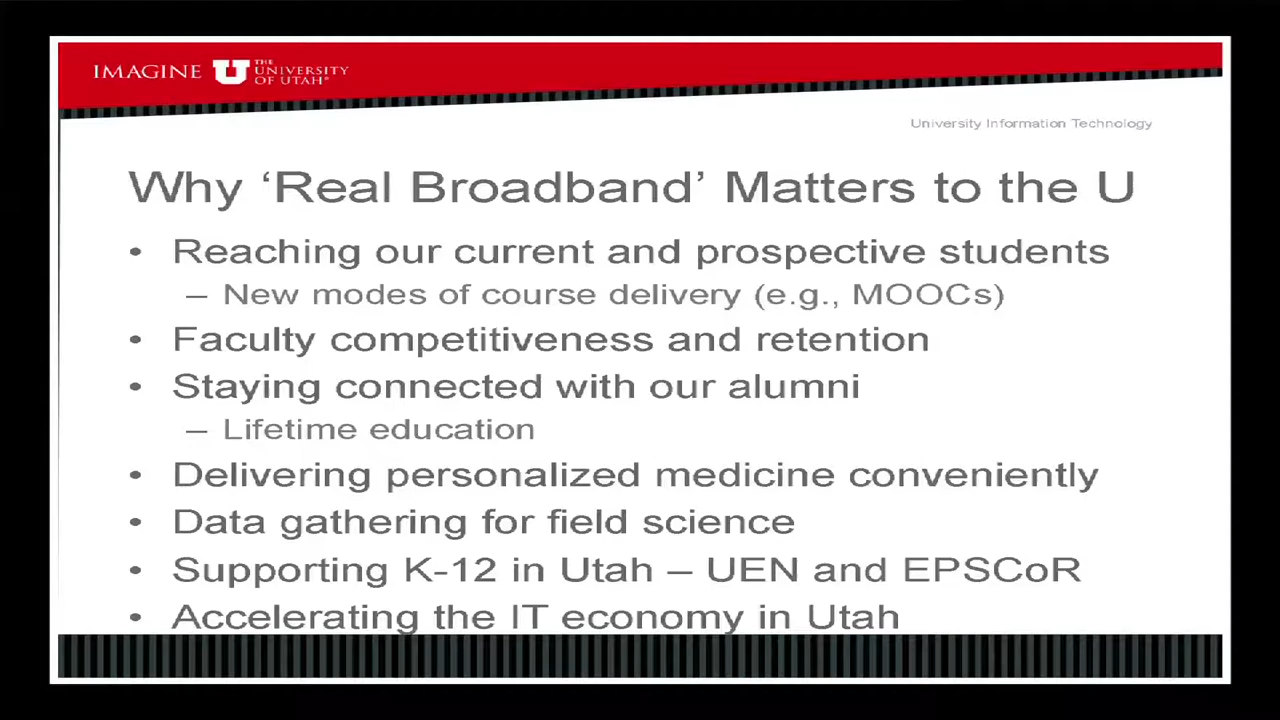 IMAGINE U THE UNIVERSITY OF UTAH®
University Information Technology
Why ‘Real Broadband’ Matters to the U
• Reaching our current and prospective students
– New modes of course delivery (e.g., MOOCs)
• Faculty competitiveness and retention
• Staying connected with our alumni
– Lifetime education
• Delivering personalized medicine conveniently
• Data gathering for field science
• Supporting K-12 in Utah – UEN and EPSCoR
• Accelerating the IT economy in Utah